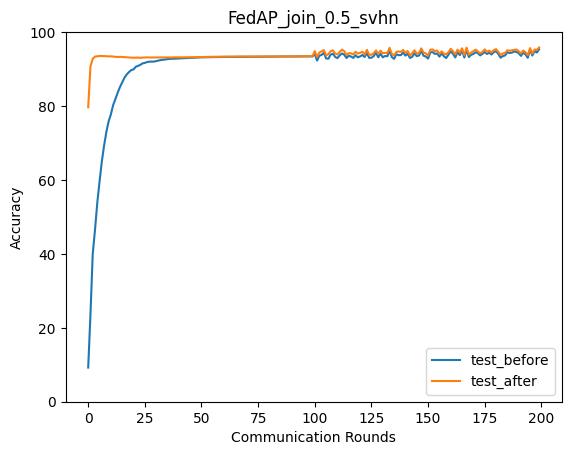 FedAP_join_0.5_svhn
100
80
60
40
20
0
Accuracy
0 25 50 75 100 125 150 175 200
Communication Rounds
test_before
test_after